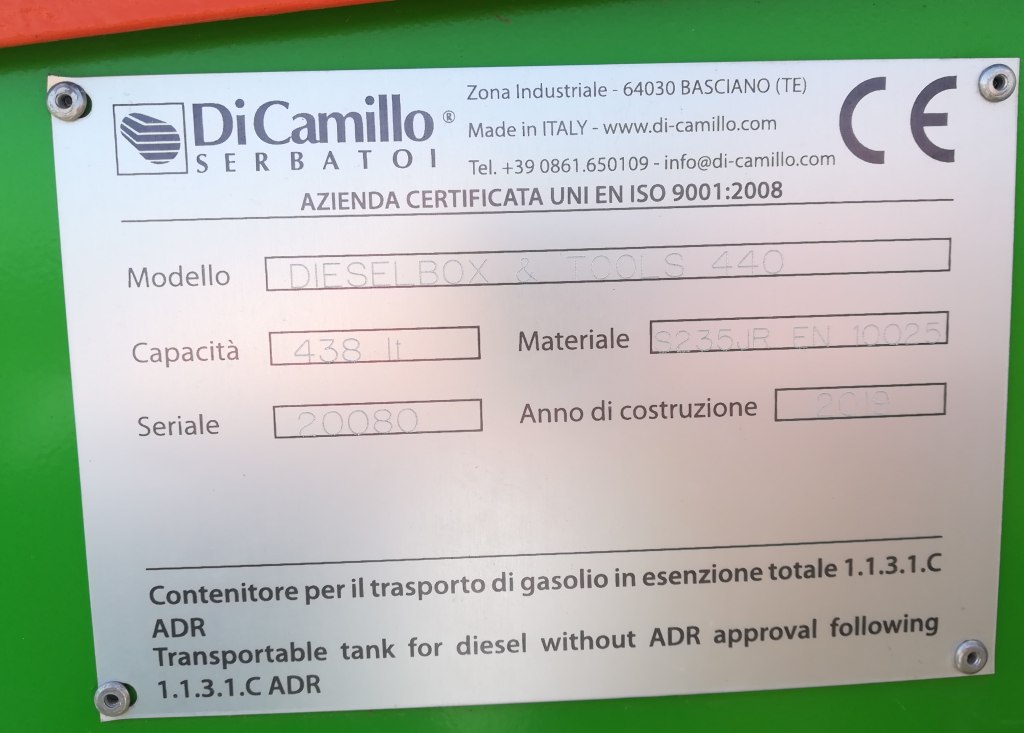 DiCamillo®
SERBATOI
Zona Industriale - 64030 BASCIANO (TE)
Made in ITALY - www.di-camillo.com
Tel. +39 0861.650109 - info@di-camillo.com
CE
AZIENDA CERTIFICATA UNI EN ISO 9001:2008
Modello DIESELBOX & TOOLS 440
Capacità 438 lt Materiale S235JR EN 10025
Seriale 20080 Anno di costruzione 2019
Contenitore per il trasporto di gasolio in esenzione totale 1.1.3.1.C
ADR
Transportable tank for diesel without ADR approval following
1.1.3.1.C ADR